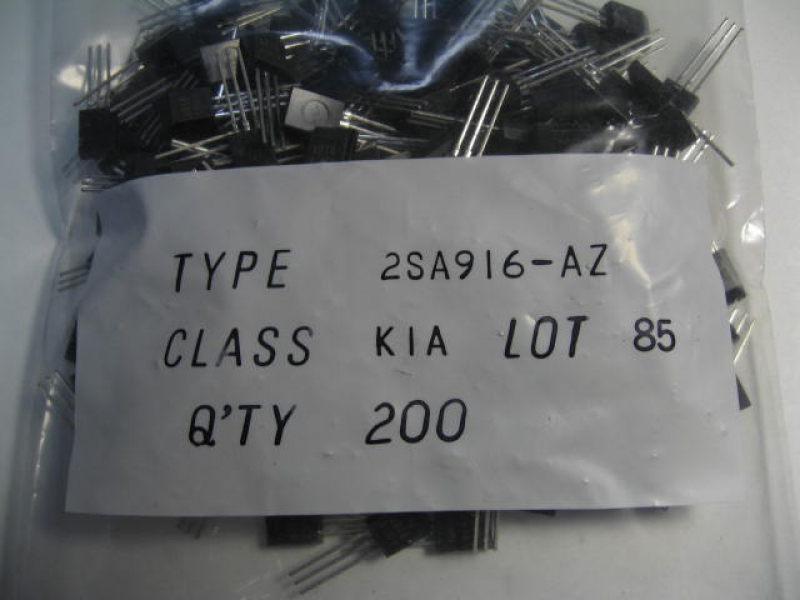 TYPE 2SA916-AZ
CLASS KIA LOT 85
Q'TY 200